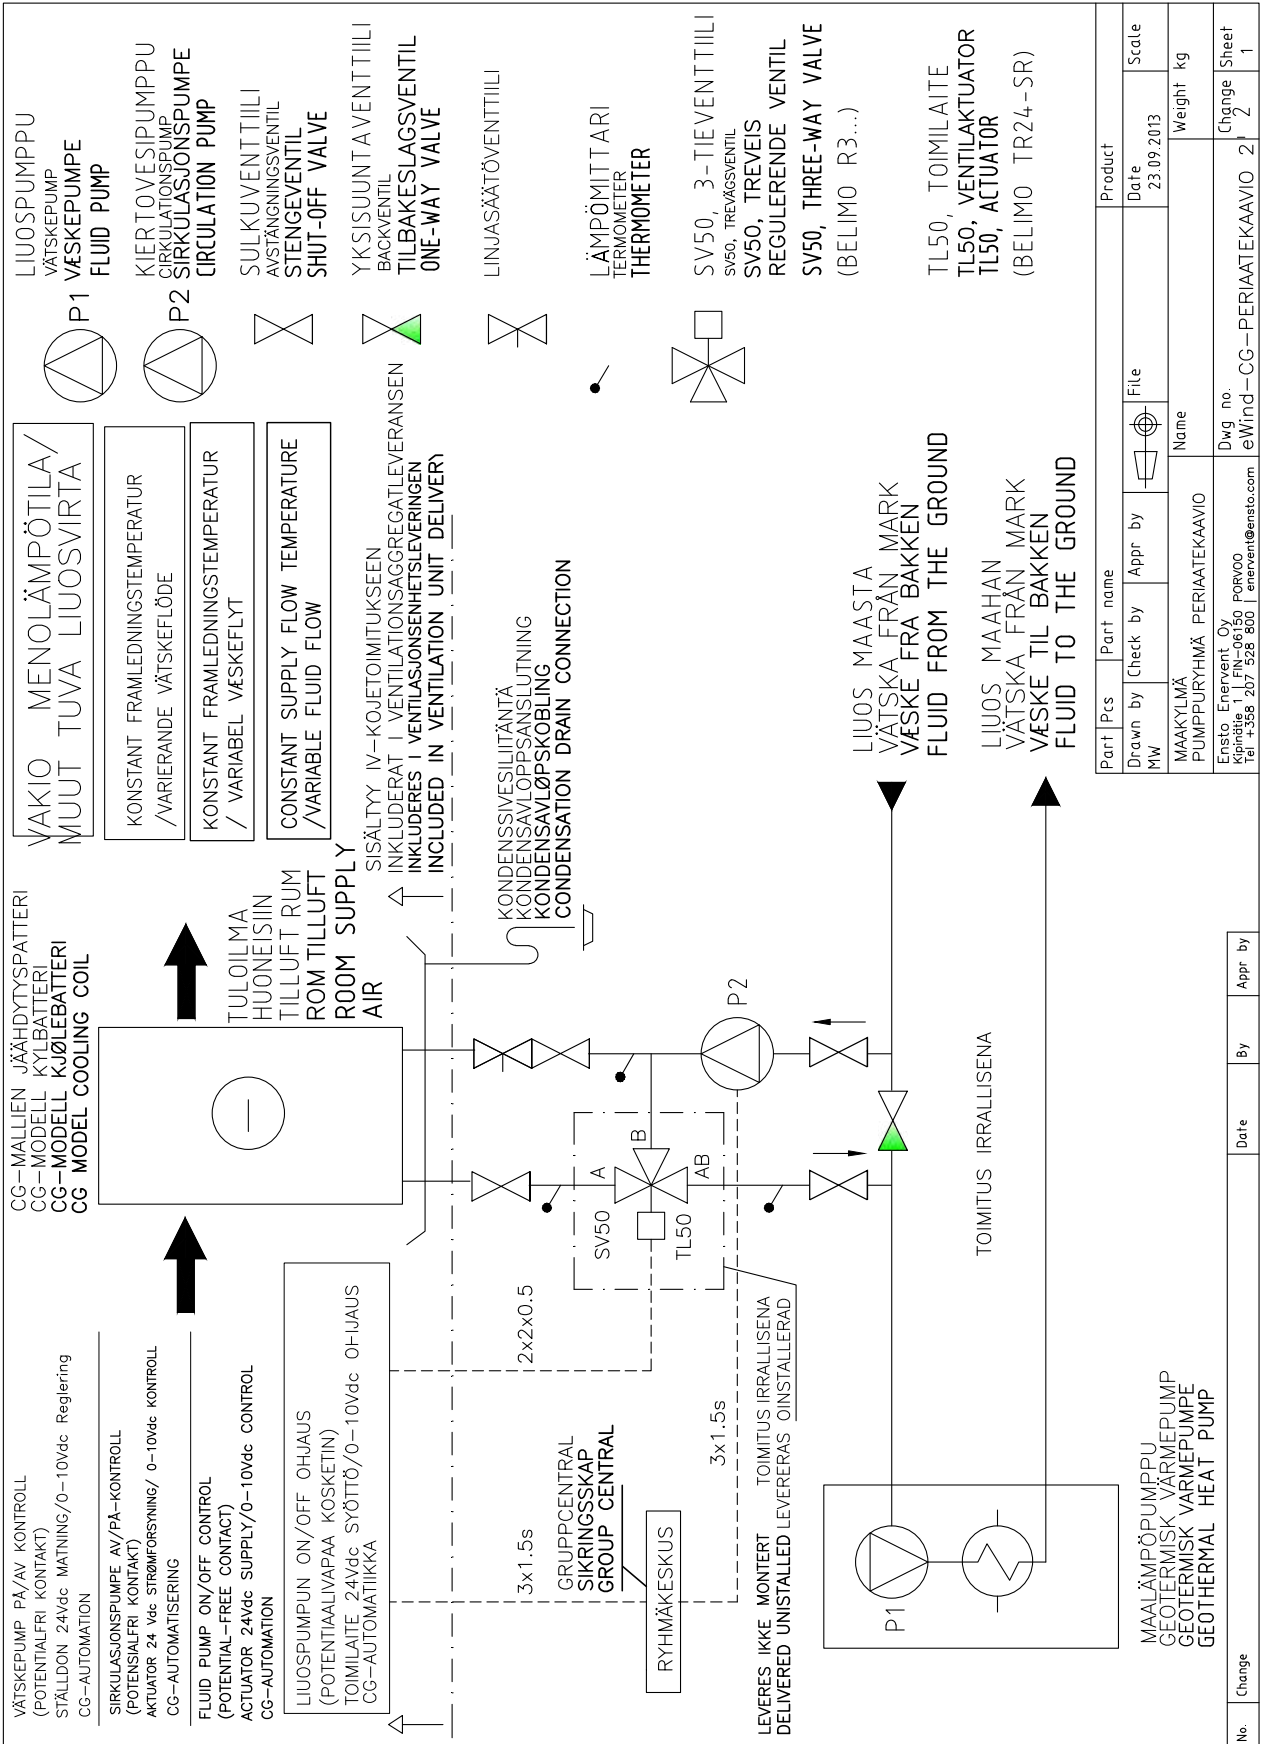 VÄTSKEPUMP PÅ/AV KONTROLL
(POTENTIALFRI KONTAKT)
STÄLLDON 24Vdc MATNING/0-10Vdc Reglering
CG-AUTOMATION
SIRKULASJONSPUMPE AV/PÅ-KONTROLL
(POTENSIALFRI KONTAKT)
AKTUATOR 24 Vdc STRØMFORSYNING/ 0-10Vdc KONTROLL
CG-AUTOMATISERING
FLUID PUMP ON/OFF CONTROL
(POTENTIAL-FREE CONTACT)
ACTUATOR 24Vdc SUPPLY/0-10Vdc CONTROL
CG-AUTOMATION
LIUOSPUMPUN ON/OFF OHJAUS
(POTENTIAALIVAPAA KOSKETIN)
TOIMILAITE 24Vdc SYÖTTÖ/0-10Vdc OHJAUS
CG-AUTOMATIIKKA
CG-MALLIEN JÄÄHDYTYSPATTERI
CG-MODELL KYLBATTERI
CG-MODELL KJØLEBATTERI
CG MODEL COOLING COIL
TULOILMA
HUONEISIIN
TILLUFT RUM
ROM TILLUFT
ROOM SUPPLY
AIR
VAKIO MENOLÄMPÖTILA/
MUUT TUVA LIUOSVIRTA
KONSTANT FRAMLEDNINGSTEMPERATUR
/VARIERANDE VÄTSKEFLÖDE
KONSTANT FRAMLEDNINGSTEMPERATUR
/ VARIABEL VÆSKEFLYT
CONSTANT SUPPLY FLOW TEMPERATURE
/VARIABLE FLUID FLOW
SISÄLTYY IV-KOJETOIMITUKSEEN
INKLUDERAT I VENTILATIONSAGGREGATLEVERANSEN
INKLUDERES I VENTILASJONSENHETSLEVERINGEN
INCLUDED IN VENTILATION UNIT DELIVERY
KONDENSSIVESILIITÄNTÄ
KONDENSAVLOPPSANSLUTNING
KONDENSAVLØPSKOBLING
CONDENSATION DRAIN CONNECTION
P1
LIUOSPUMPPU
VÄTSKEPUMP
VÆSKEPUMPE
FLUID PUMP
P2
KIERTOVESIPUMPPU
CIRKULATIONSPUMP
SIRKULASJONSPUMPE
CIRCULATION PUMP
SULKUVENTTIILI
AVSTÄNGNINGSVENTIL
STENGEVENTIL
SHUT-OFF VALVE
YKSISUUNTAVENTTIILI
BACKVENTIL
TILBAKESLAGSVENTIL
ONE-WAY VALVE
LINJASÄÄTÖVENTTIILI
LÄMPÖMITTARI
TERMOMETER
THERMOMETER
SV50, 3-TIEVENTTIILI
SV50, TREVÄGSVENTIL
SV50, TREVEIS
REGULERENDE VENTIL
SV50, THREE-WAY VALVE
(BELIMO R3...)
TL50, TOIMILAITE
TL50, VENTILAKTUATOR
TL50, ACTUATOR
(BELIMO TR24-SR)
2x2x0.5
3x1.5s
3x1.5s
GRUPPCENTRAL
SIKRINGSSKAP
GROUP CENTRAL
RYHMÄKESKUS
SV50
A
B
AB
TL50
P2
LEVERES IKKE MONTERT TOIMITUS IRRALLISENA
DELIVERED UNISTALLED LEVERERAS OINSTALLERAD
TOIMITUS IRRALLISENA
P1
MAALÄMPÖPUMPPU
GEOTERMISK VÄRMEPUMP
GEOTERMISK VARMEPUMPE
GEOTHERMAL HEAT PUMP
LIUOS MAASTA
VÄTSKA FRÅN MARK
VÆSKE FRA BAKKEN
FLUID FROM THE GROUND
LIUOS MAAHAN
VÄTSKA FRÅN MARK
VÆSKE TIL BAKKEN
FLUID TO THE GROUND
No. Change Date By Appr by
Part Pcs Part name Product
Drawn by Check by Appr by File Date Scale
MW 23.09.2013
MAAKYLMÄ
PUMPPURYHMÄ PERIAATEKAAVIO
Name
Weight kg
Ensto Enervent Oy
Kipinätie 1 | FIN-06150 PORVOO
Tel +358 207 528 800 | enervent@ensto.com
Dwg no.
eWind-CG-PERIAATEKAAVIO 2
Change
2
Sheet
1